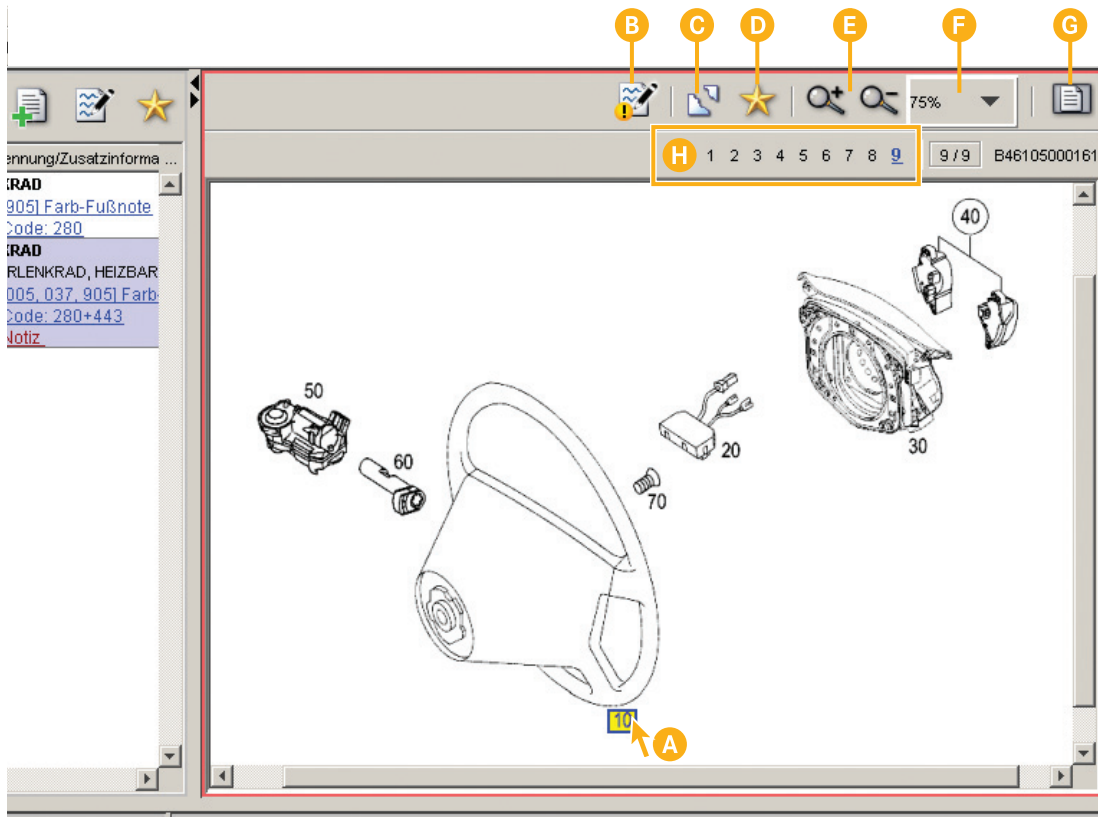 B C D E F G
75%
ennung/Zusatzinforma ...
H 1 2 3 4 5 6 7 8 9 9/9 B46105000161
KRAD
905] Farb-Fußnote
Code: 280
KRAD
RLENKRAD, HEIZBAR
005, 037, 905] Farb-
Code: 280+443
Notiz
40
50
60
20
30
70
10
A